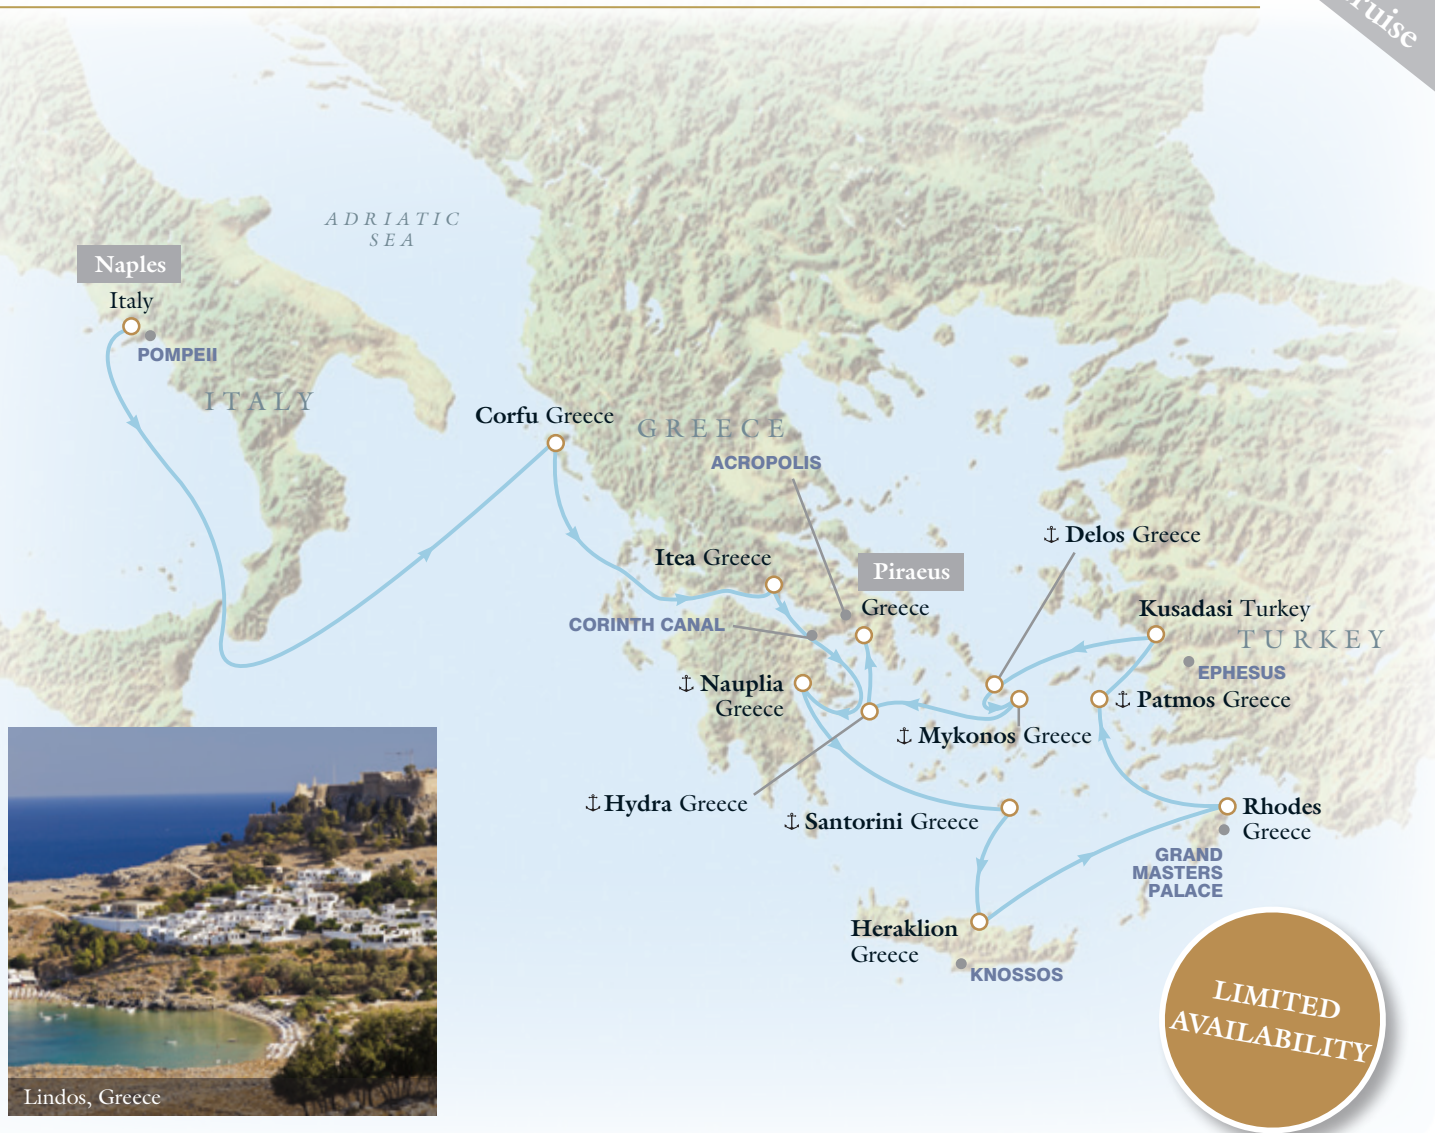 ruise
ADRIATIC
SEA
Naples
Italy
POMPEII
ITALY
Corfu Greece
GREECE
ACROPOLIS
Delos Greece
Itea Greece
Piraeus
Greece
Kusadasi Turkey
CORINTH CANAL
TURKEY
EPHESUS
Nauplia
Greece
Patmos Greece
Mykonos Greece
Hydra Greece
Santorini Greece
Rhodes
Greece
GRAND
MASTERS
PALACE
Heraklion
Greece
KNOSSOS
LIMITED
AVAILABILITY
Lindos, Greece